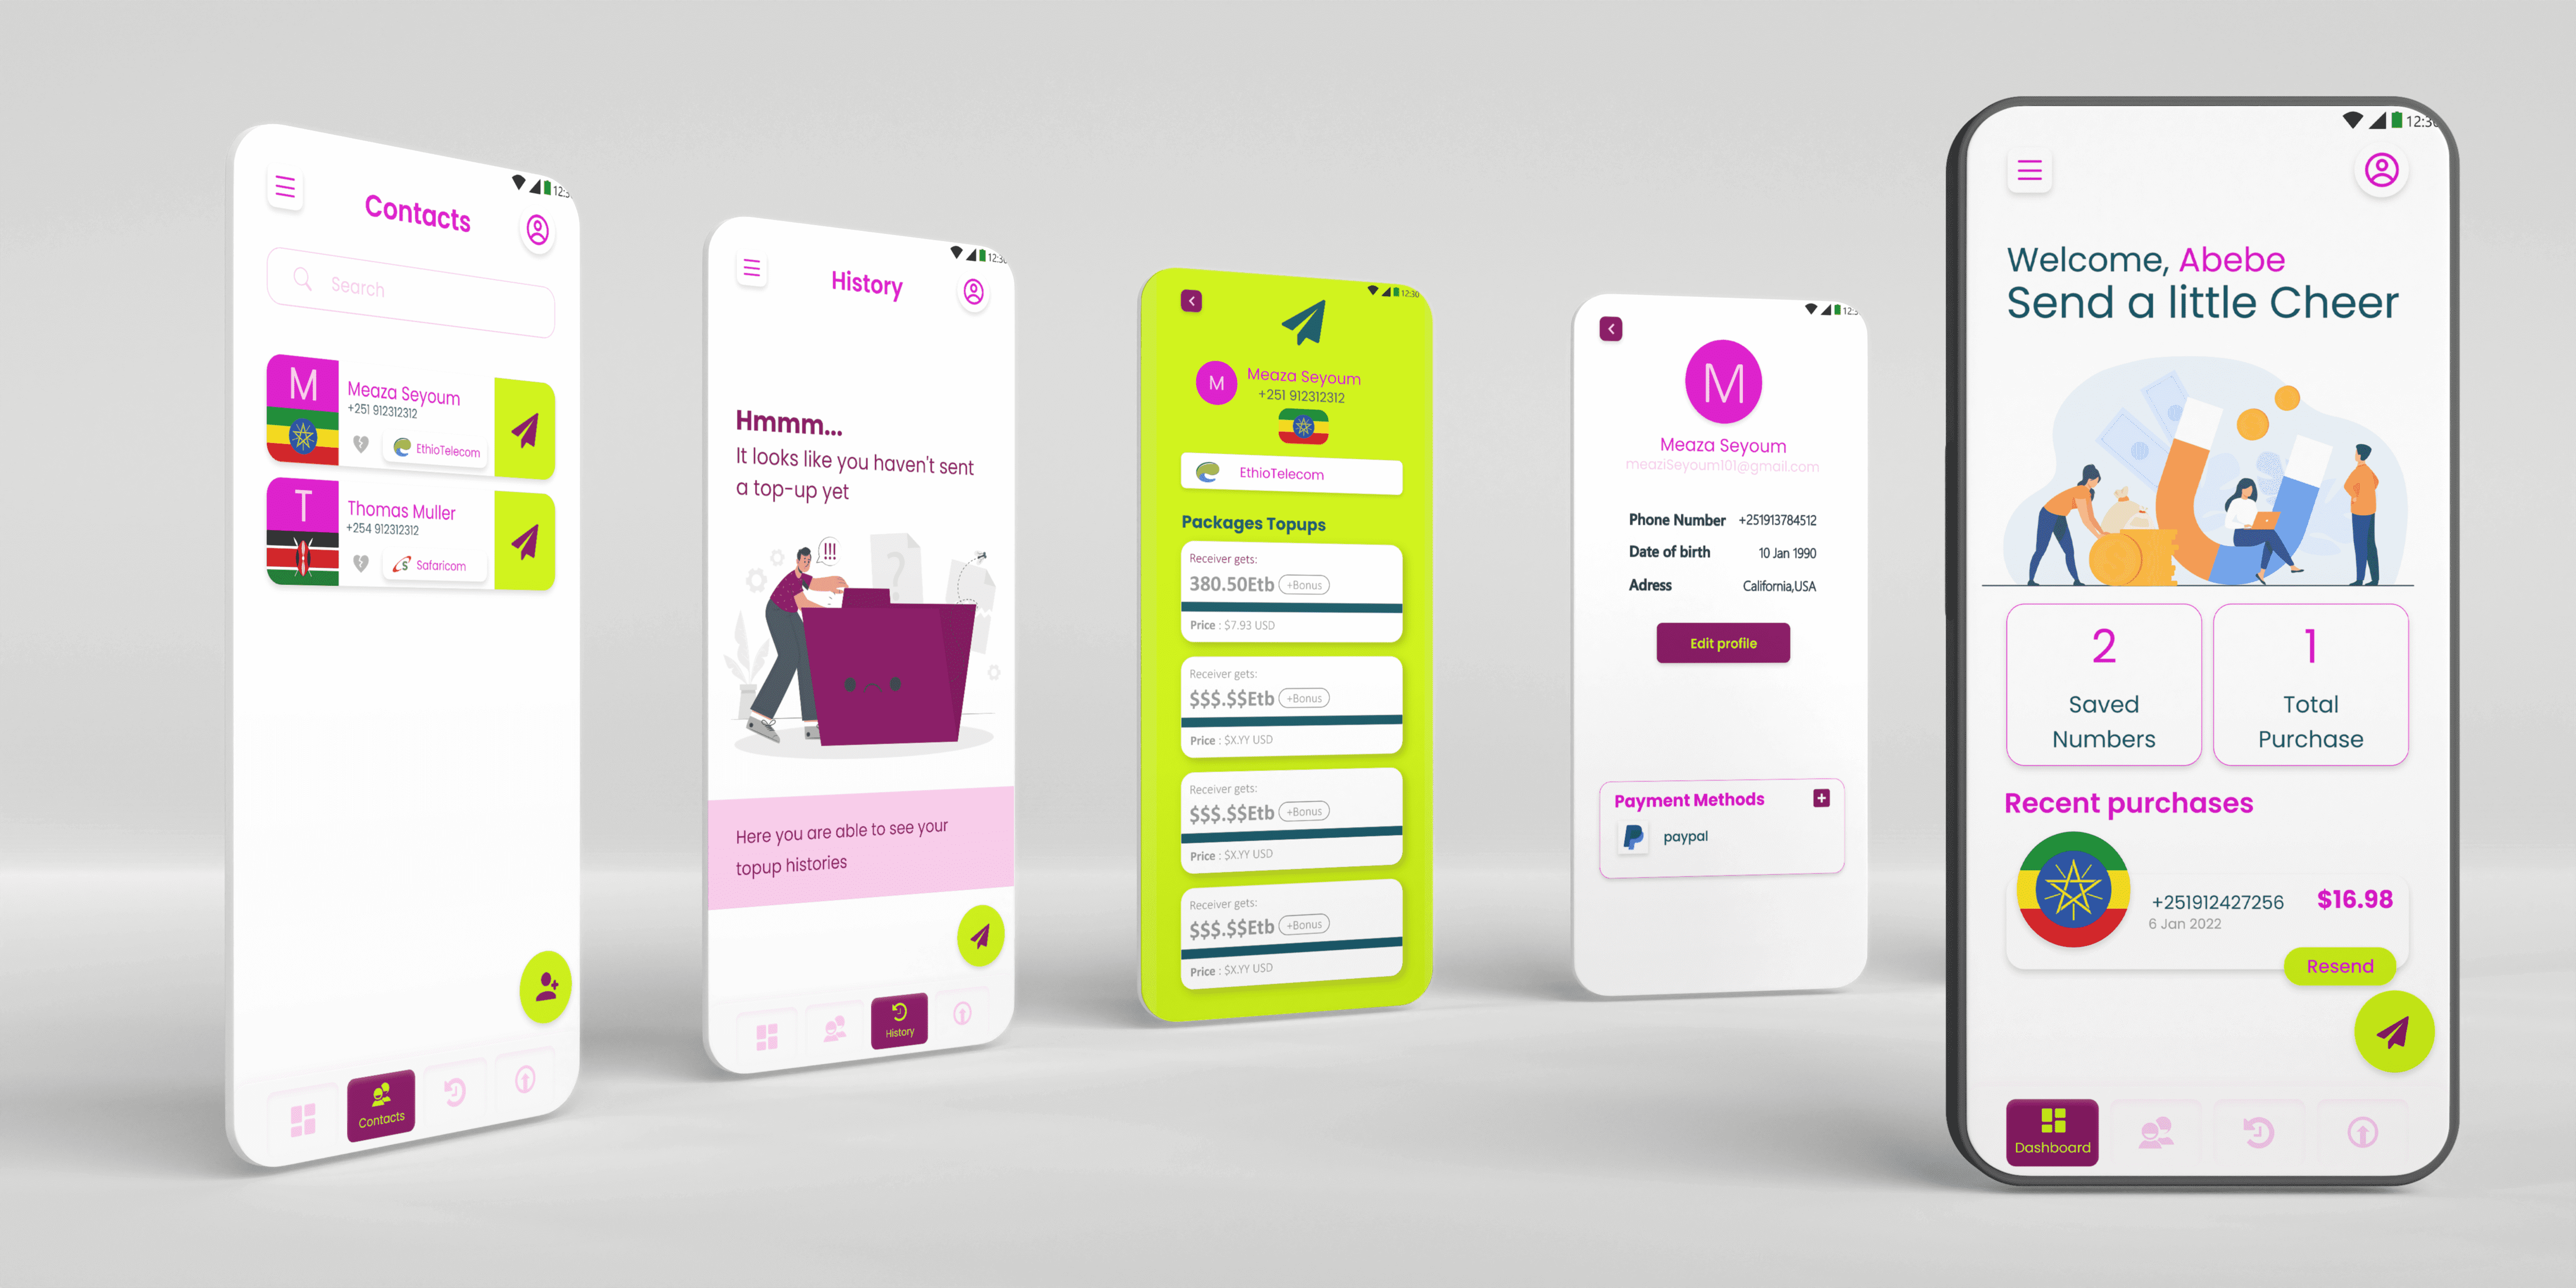 12:3
Contacts
Search
M
Meaza Seyoum
+251 912312312
EthioTelecom
T
Thomas Muller
+254 912312312
Safaricom
Contacts
12:30
History
Hmmm...
It looks like you haven't sent
a top-up yet
!!!
?
Here you are able to see your
topup histories
History
12:30
M
Meaza Seyoum
+251 912312312
EthioTelecom
Packages Topups
Receiver gets:
380.50Etb +Bonus
Price : $7.93 USD
Receiver gets:
$$$.$$Etb +Bonus
Price : $X.YY USD
Receiver gets:
$$$.$$Etb +Bonus
Price : $X.YY USD
Receiver gets:
$$$.$$Etb +Bonus
Price : $X.YY USD
12:3
M
Meaza Seyoum
meaziSeyoum101@gmail.com
Phone Number +251913784512
Date of birth 10 Jan 1990
Adress California,USA
Edit profile
Payment Methods
paypal
12:30
Welcome, Abebe
Send a little Cheer
2
Saved
Numbers
1
Total
Purchase
Recent purchases
+251912427256
$16.98
6 Jan 2022
Resend
Dashboard